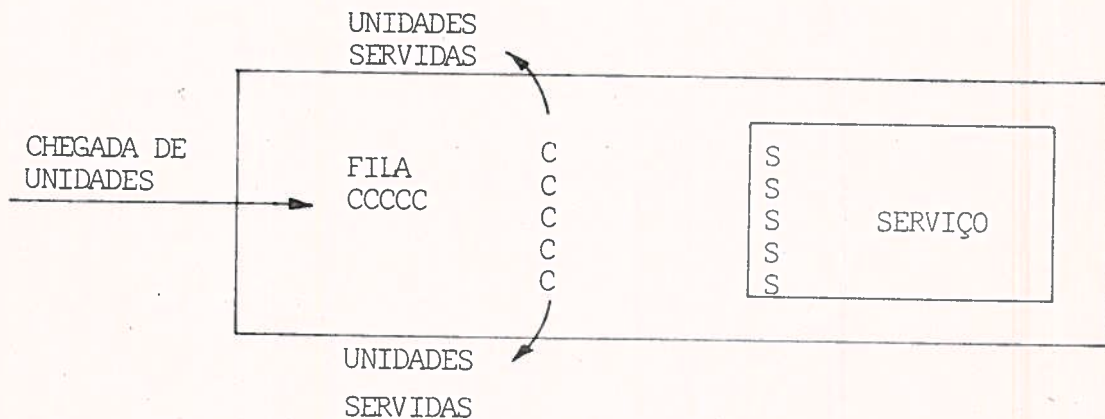 UNIDADES
SERVIDAS
CHEGADA DE
UNIDADES
FILA
CCCCC
C
C
C
C
C
S
S
S
S
S
SERVIÇO
UNIDADES
SERVIDAS